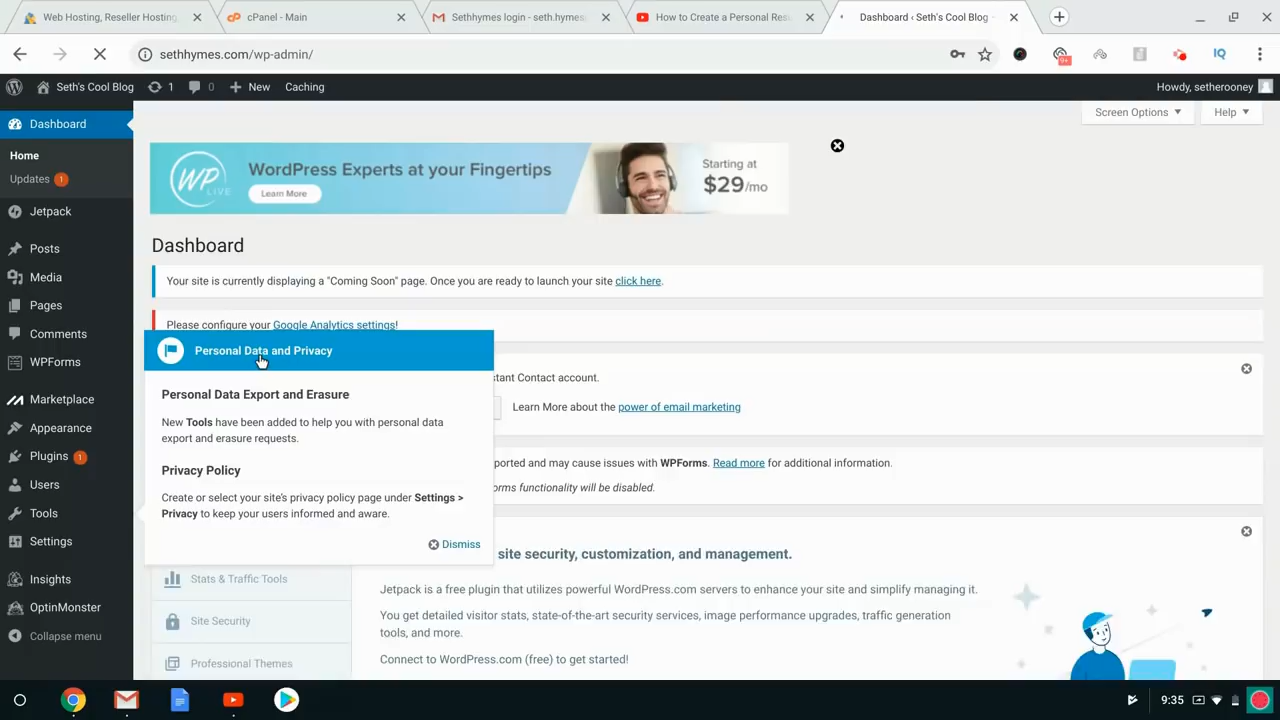 Web Hosting, Reseller Hosting,
cPanel - Main
Sethhymes login - seth.hymes
How to Create a Personal Res
Dashboard ‹ Seth's Cool Blog -
sethhymes.com/wp-admin/
9+
IQ
Seth's Cool Blog
1
0
New
Caching
Howdy, setherooney
Dashboard
Screen Options
Help
Home
Updates 1
Jetpack
Posts
Media
Pages
Comments
WPForms
Marketplace
Appearance
Plugins 1
Users
Tools
Settings
Insights
OptinMonster
Collapse menu
WP
LIVE
WordPress Experts at your Fingertips
Learn More
Starting at
$29/mo
Dashboard
Your site is currently displaying a "Coming Soon" page. Once you are ready to launch your site click here.
Please configure your Google Analytics settings!
Personal Data and Privacy
Personal Data Export and Erasure
New Tools have been added to help you with personal data
export and erasure requests.
Privacy Policy
Create or select your site's privacy policy page under Settings >
Privacy to keep your users informed and aware.
Dismiss
stant Contact account.
Learn More about the power of email marketing
ported and may cause issues with WPForms. Read more for additional information.
rms functionality will be disabled.
site security, customization, and management.
Stats & Traffic Tools
Site Security
Professional Themes
Jetpack is a free plugin that utilizes powerful WordPress.com servers to enhance your site and simplify managing it.
You get detailed visitor stats, state-of-the-art security services, image performance upgrades, traffic generation
tools, and more.
Connect to WordPress.com (free) to get started!
9:35